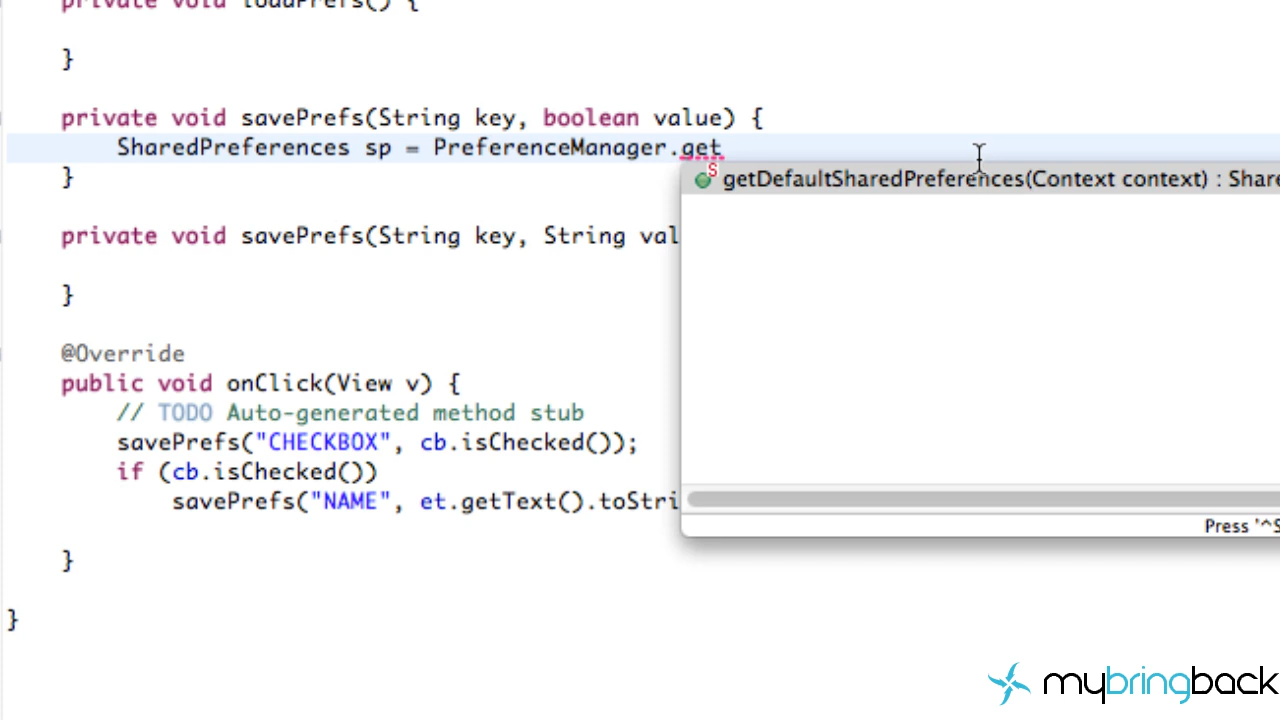 private void loadPrefs() {
}
private void savePrefs(String key, boolean value) {
SharedPreferences sp = PreferenceManager.get
}
S getDefaultSharedPreferences(Context context) : Share
private void savePrefs(String key, String val
}
@Override
public void onClick(View v) {
// TODO Auto-generated method stub
savePrefs("CHECKBOX", cb.isChecked());
if (cb.isChecked())
savePrefs("NAME", et.getText().toStri
Press '^S
}
}
mybringback